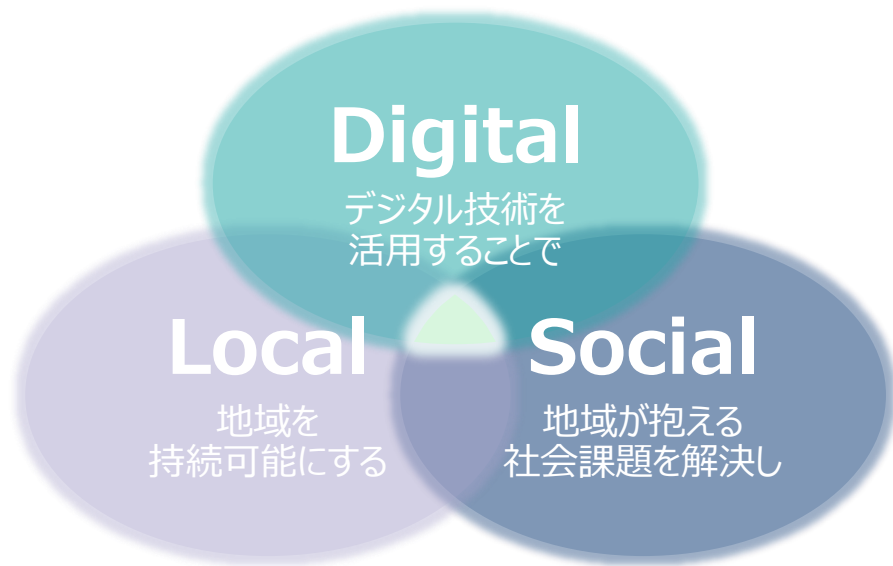 Digital
デジタル技術を
活用することで
Local
地域を
持続可能にする
Social
地域が抱える
社会課題を解決し